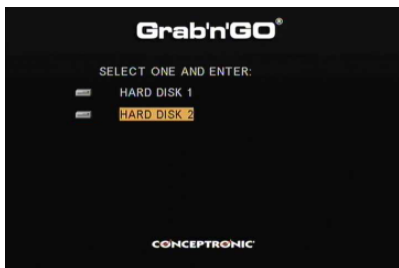 Grab'n'GO®
SELECT ONE AND ENTER:
HARD DISK 1
HARD DISK 2
CONCEPTRONIC